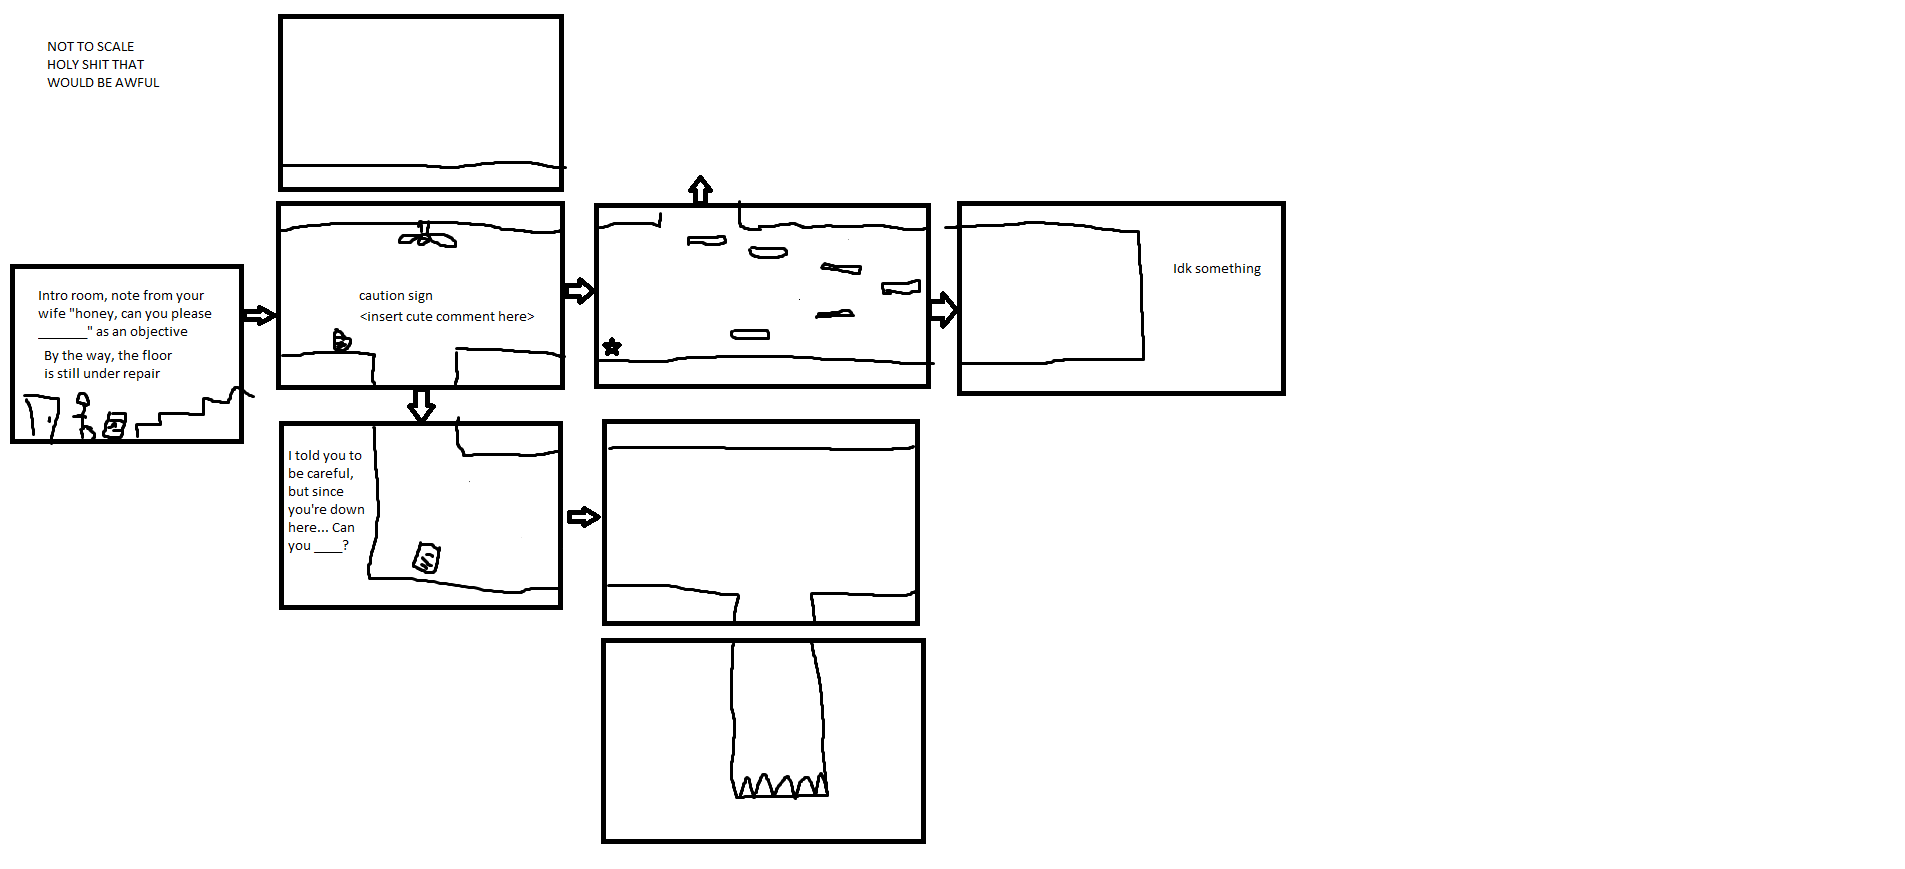 NOT TO SCALE
HOLY SHIT THAT
WOULD BE AWFUL
Intro room, note from your
wife "honey, can you please
_______" as an objective
By the way, the floor
is still under repair
caution sign
<insert cute comment here>
Idk something
I told you to
be careful,
but since
you're down
here... Can
you ____?